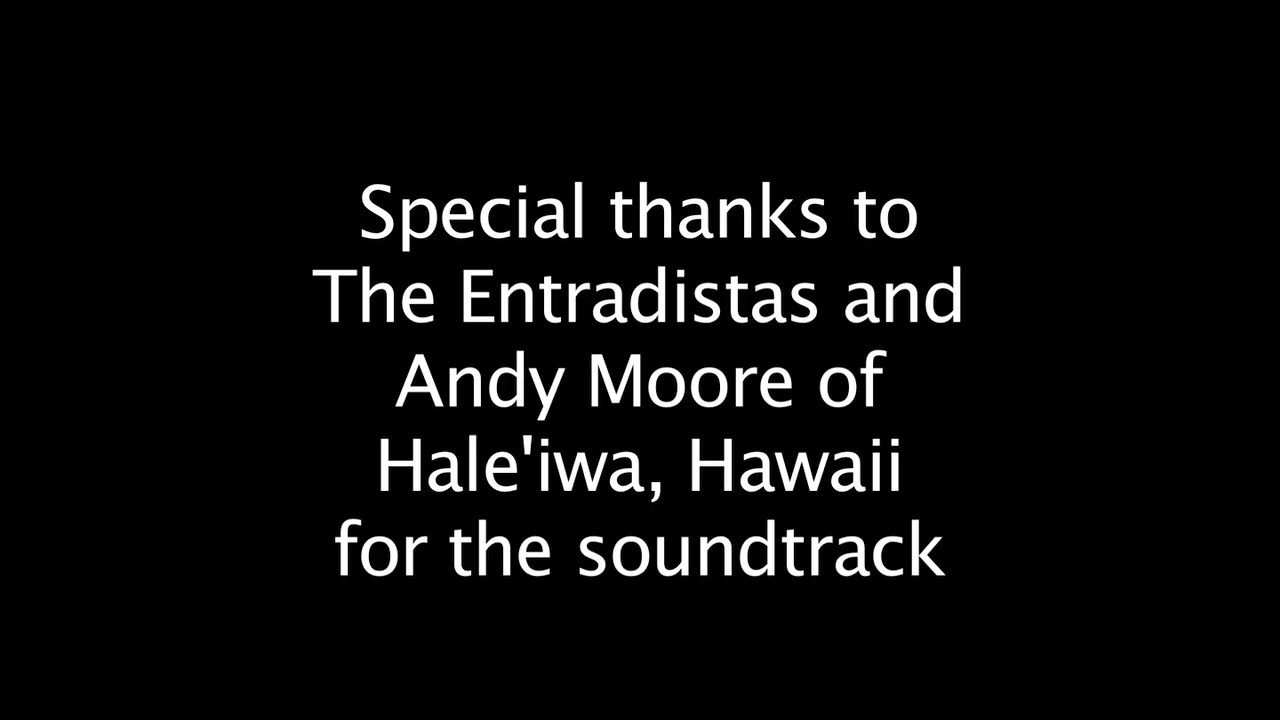 Special thanks to
The Entradistas and
Andy Moore of
Hale'iwa, Hawaii
for the soundtrack